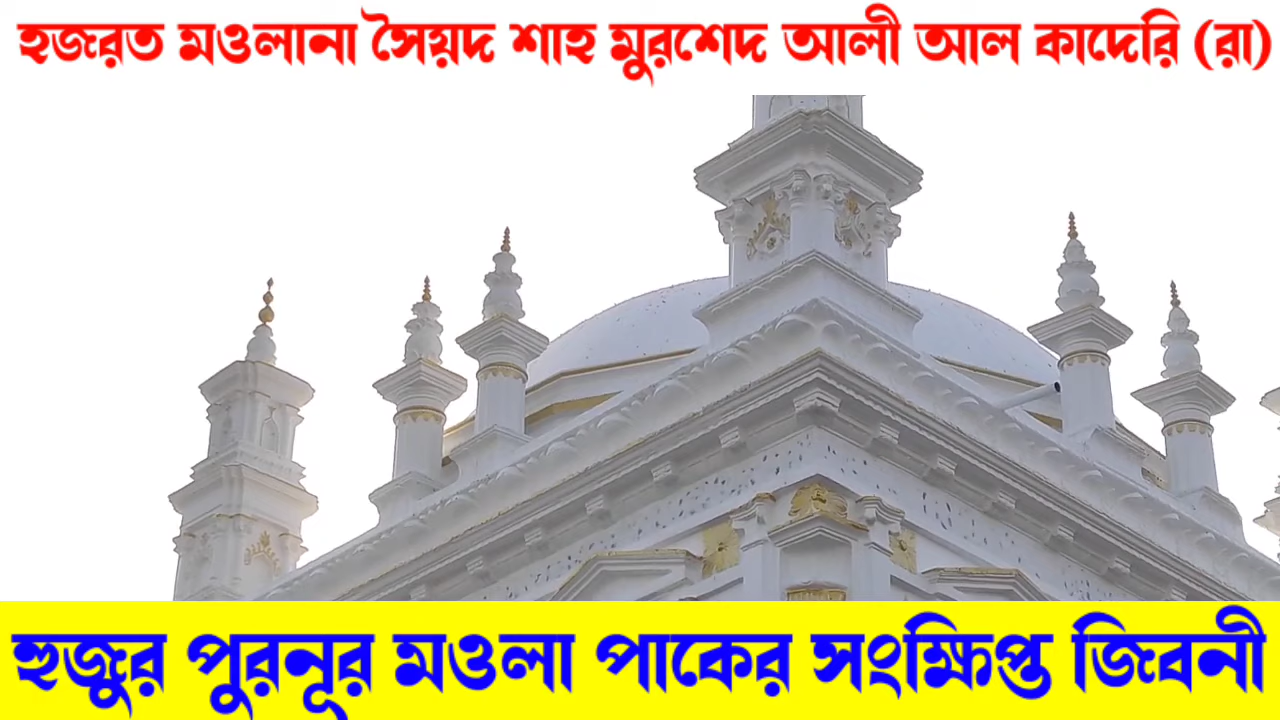 হজরত মওলানা সৈয়দ শাহ মুরশেদ আলী আল কাদেরি (রা)
হুজুর পুরনূর মওলা পাকের সংক্ষিপ্ত জিবনী